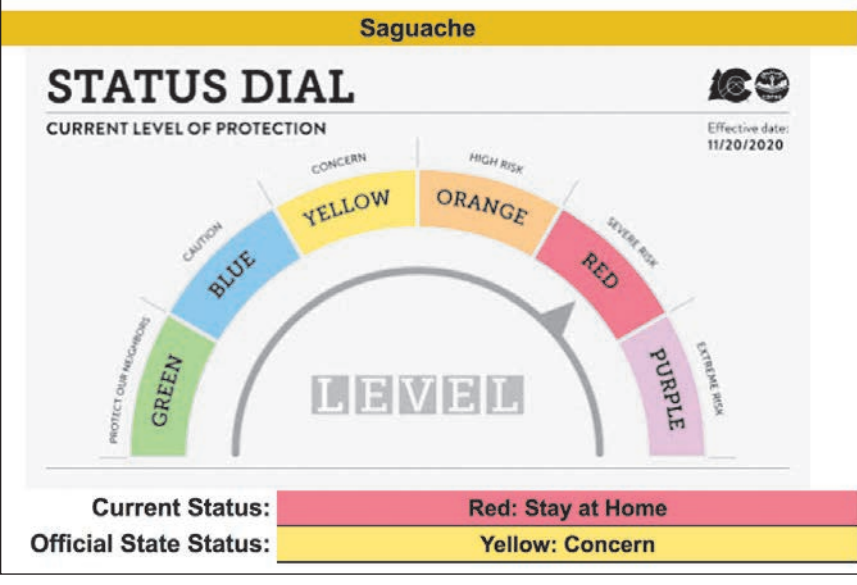 Saguache
STATUS DIAL
CURRENT LEVEL OF PROTECTION
Effective date:
11/20/2020
PROTECT OUR NEIGHBORS
CAUTION
CONCERN
HIGH RISK
SEVERE RISK
EXTREME RISK
GREEN
BLUE
YELLOW
ORANGE
RED
PURPLE
LEVEL
Current Status: Red: Stay at Home
Official State Status: Yellow: Concern